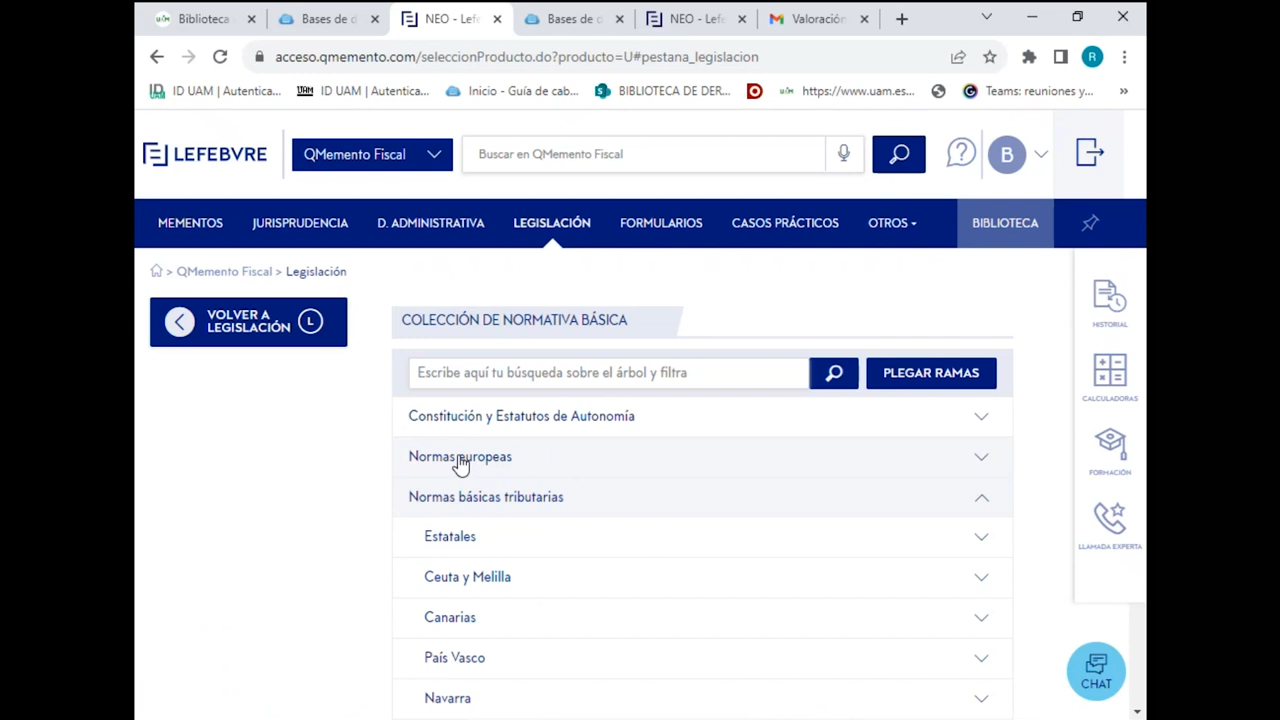 Biblioteca
Bases de d
NEO - Lefe
Bases de d
NEO - Lefe
Valoración
acceso.qmemento.com/seleccionProducto.do?producto=U#pestana_legislacion
R
ID UAM | Autentica...
ID UAM | Autentica...
Inicio - Guía de cab...
BIBLIOTECA DE DER...
https://www.uam.es...
Teams: reuniones y...
»
LEFEBVRE
QMemento Fiscal
Buscar en QMemento Fiscal
B
MEMENTOS
JURISPRUDENCIA
D. ADMINISTRATIVA
LEGISLACIÓN
FORMULARIOS
CASOS PRÁCTICOS
OTROS
BIBLIOTECA
> QMemento Fiscal > Legislación
VOLVER A
LEGISLACIÓN
L
COLECCIÓN DE NORMATIVA BÁSICA
Escribe aquí tu búsqueda sobre el árbol y filtra
PLEGAR RAMAS
Constitución y Estatutos de Autonomía
Normas europeas
Normas básicas tributarias
Estatales
Ceuta y Melilla
Canarias
País Vasco
Navarra
HISTORIAL
CALCULADORAS
FORMACIÓN
LLAMADA EXPERTA
CHAT